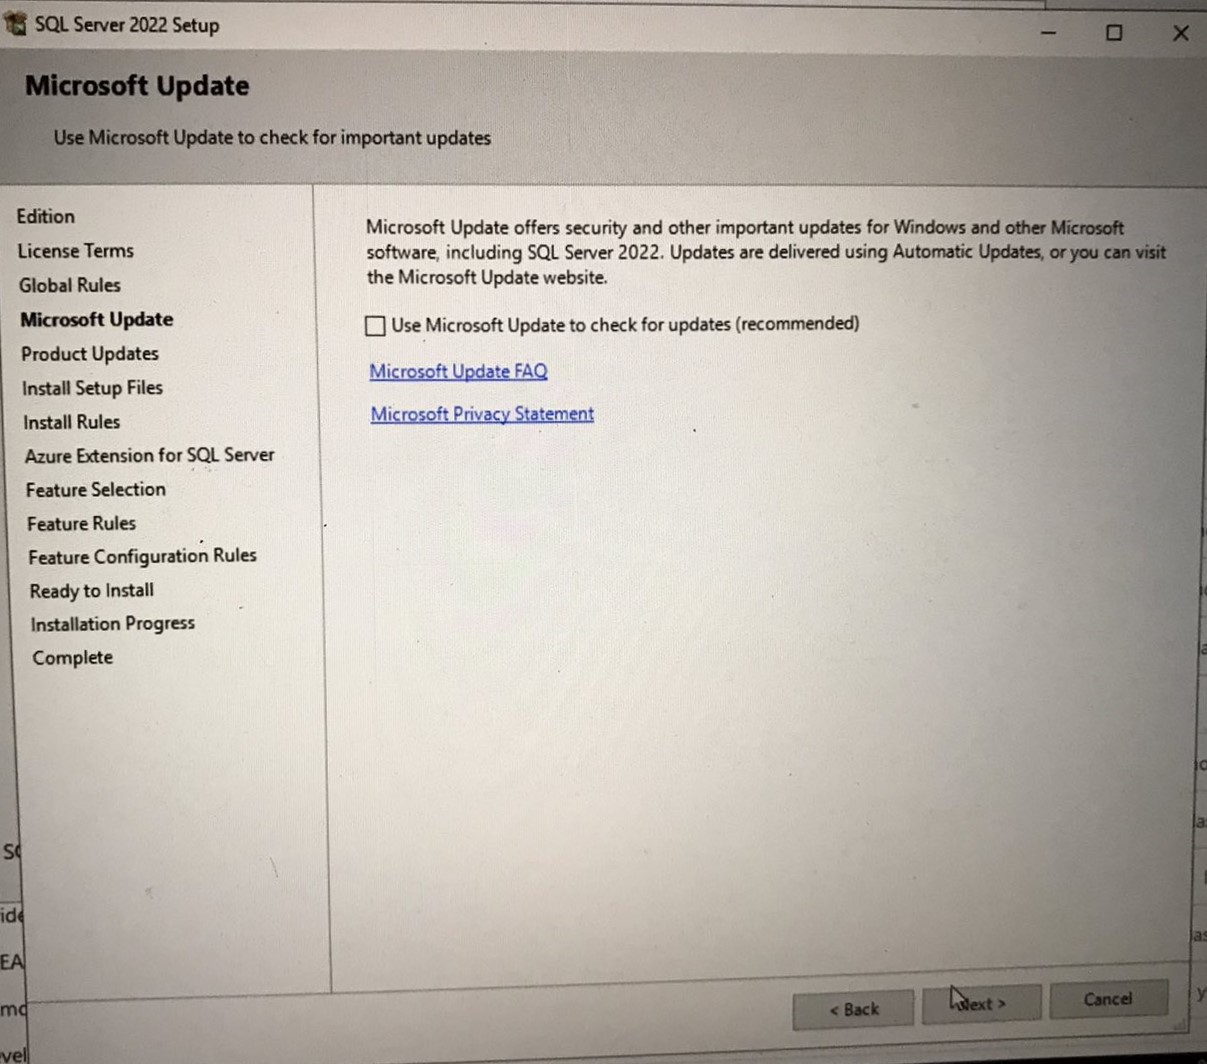 SQL Server 2022 Setup
Microsoft Update
Use Microsoft Update to check for important updates
Edition
License Terms
Global Rules
Microsoft Update
Product Updates
Install Setup Files
Install Rules
Azure Extension for SQL Server
Feature Selection
Feature Rules
Feature Configuration Rules
Ready to Install
Installation Progress
Complete
Microsoft Update offers security and other important updates for Windows and other Microsoft
software, including SQL Server 2022. Updates are delivered using Automatic Updates, or you can visit
the Microsoft Update website.
Use Microsoft Update to check for updates (recommended)
Microsoft Update FAQ
Microsoft Privacy Statement
< Back
Next >
Cancel